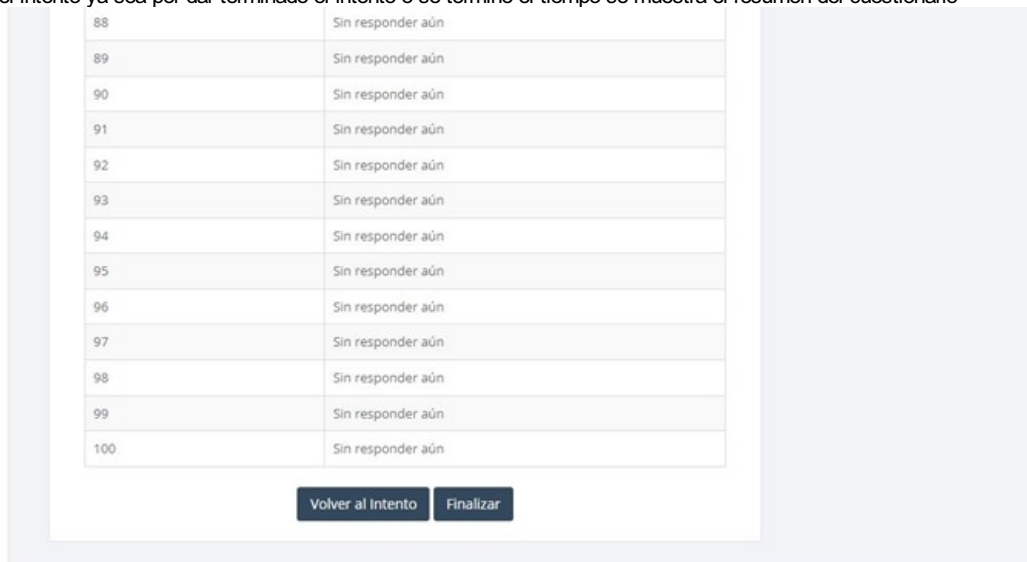 el intento ya sea por dar terminado el intento o se termino el tiempo se muestra el resumen del cuestionario
88 Sin responder aún
89 Sin responder aún
90 Sin responder aún
91 Sin responder aún
92 Sin responder aún
93 Sin responder aún
94 Sin responder aún
95 Sin responder aún
96 Sin responder aún
97 Sin responder aún
98 Sin responder aún
99 Sin responder aún
100 Sin responder aún
Volver al Intento Finalizar